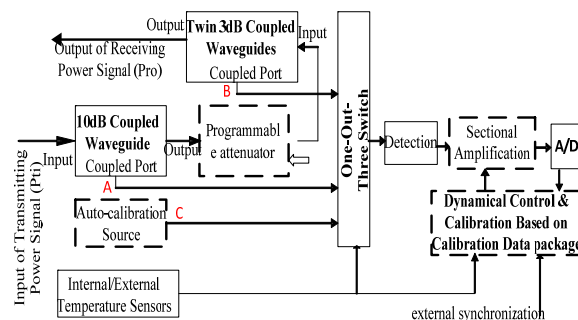 Output
Twin 3dB Coupled
Waveguides
Coupled Port
Input
Output of Receiving
Power Signal (Pro)
B
10dB Coupled
Waveguide
Coupled Port
Input
Output
Programmabl
e attenuator
A
One-Out-
Three-Switch
Detection
Sectional
Amplification
A/D
Auto-calibration
Source
C
Dynamical Control &
Calibration Based on
Calibration Data package
Input of Transmitting
Power Signal (Pti)
Internal/External
Temperature Sensors
external synchronization